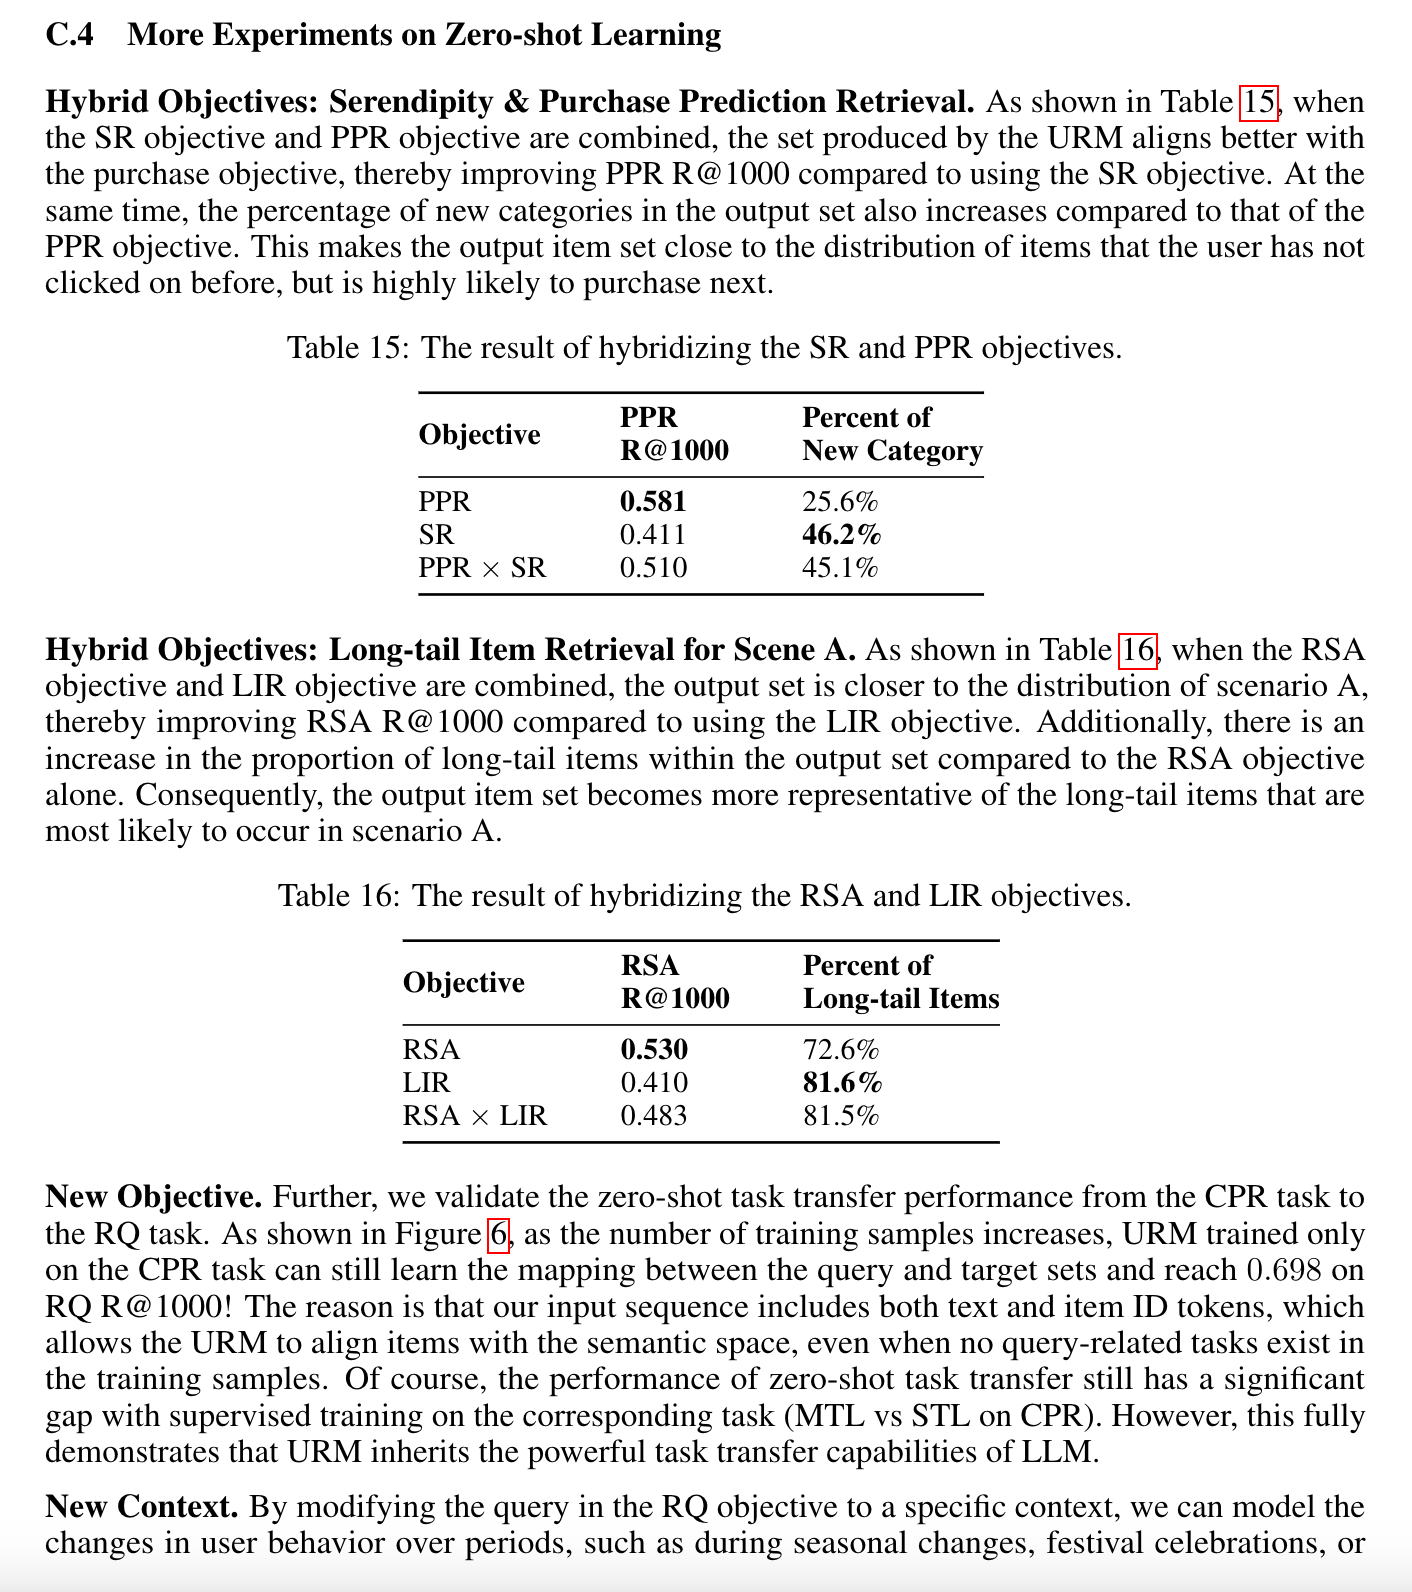 C.4 More Experiments on Zero-shot Learning
Hybrid Objectives: Serendipity & Purchase Prediction Retrieval. As shown in Table 15, when
the SR objective and PPR objective are combined, the set produced by the URM aligns better with
the purchase objective, thereby improving PPR R@1000 compared to using the SR objective. At the
same time, the percentage of new categories in the output set also increases compared to that of the
PPR objective. This makes the output item set close to the distribution of items that the user has not
clicked on before, but is highly likely to purchase next.
Table 15: The result of hybridizing the SR and PPR objectives.
Objective PPR R@1000 Percent of New Category
PPR 0.581 25.6%
SR 0.411 46.2%
PPR × SR 0.510 45.1%
Hybrid Objectives: Long-tail Item Retrieval for Scene A. As shown in Table 16, when the RSA
objective and LIR objective are combined, the output set is closer to the distribution of scenario A,
thereby improving RSA R@1000 compared to using the LIR objective. Additionally, there is an
increase in the proportion of long-tail items within the output set compared to the RSA objective
alone. Consequently, the output item set becomes more representative of the long-tail items that are
most likely to occur in scenario A.
Table 16: The result of hybridizing the RSA and LIR objectives.
Objective RSA R@1000 Percent of Long-tail Items
RSA 0.530 72.6%
LIR 0.410 81.6%
RSA × LIR 0.483 81.5%
New Objective. Further, we validate the zero-shot task transfer performance from the CPR task to
the RQ task. As shown in Figure 6, as the number of training samples increases, URM trained only
on the CPR task can still learn the mapping between the query and target sets and reach 0.698 on
RQ R@1000! The reason is that our input sequence includes both text and item ID tokens, which
allows the URM to align items with the semantic space, even when no query-related tasks exist in
the training samples. Of course, the performance of zero-shot task transfer still has a significant
gap with supervised training on the corresponding task (MTL vs STL on CPR). However, this fully
demonstrates that URM inherits the powerful task transfer capabilities of LLM.
New Context. By modifying the query in the RQ objective to a specific context, we can model the
changes in user behavior over periods, such as during seasonal changes, festival celebrations, or